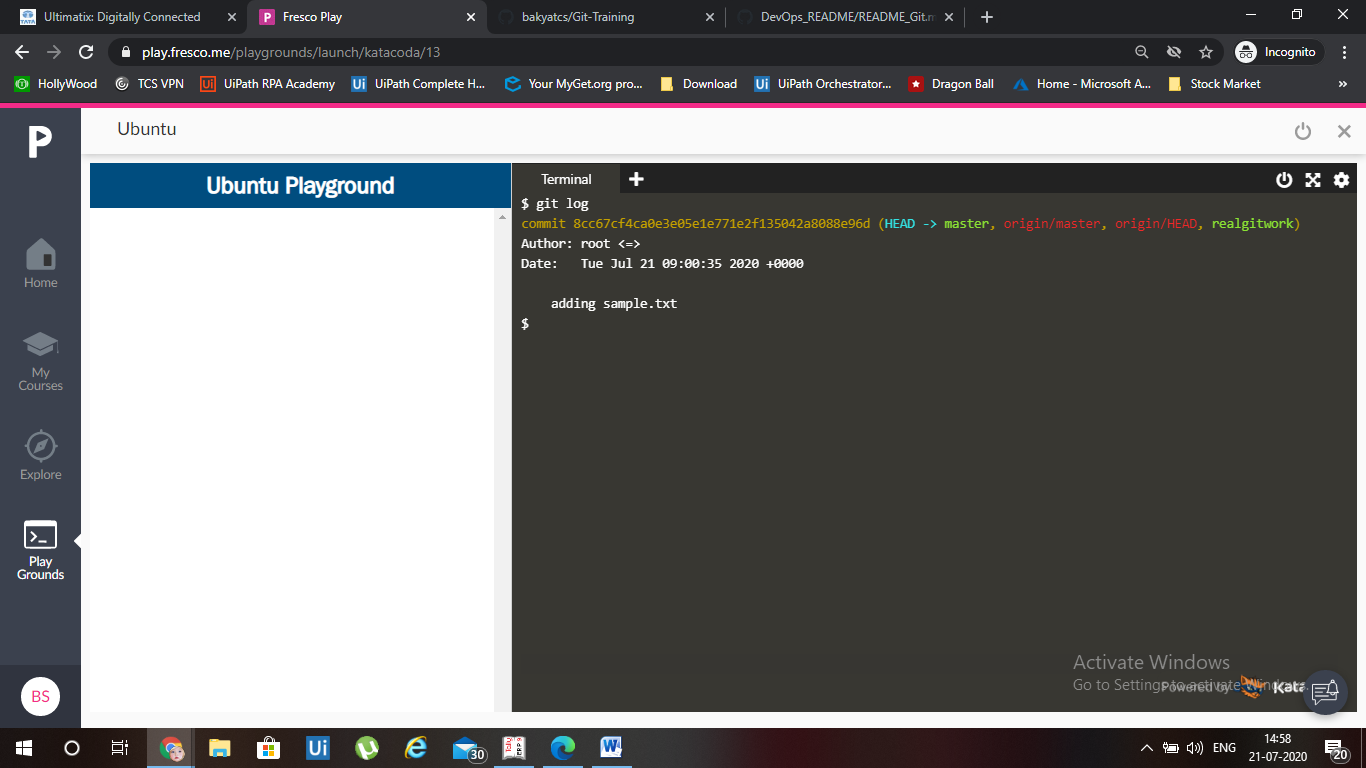 Ultimatix: Digitally Connected
Fresco Play
bakyatcs/Git-Training
DevOps_README/README_Git.m
play.fresco.me/playgrounds/launch/katacoda/13
Incognito
HollyWood
TCS VPN
UiPath RPA Academy
UiPath Complete H...
Your MyGet.org pro...
Download
UiPath Orchestrator...
Dragon Ball
Home - Microsoft A...
Stock Market
»
P
Ubuntu
Home
My
Courses
Explore
Play
Grounds
BS
Ubuntu Playground
Terminal
$ git log
commit 8cc67cf4ca0e3e05e1e771e2f135042a8088e96d (HEAD -> master, origin/master, origin/HEAD, realgitwork)
Author: root <=>
Date:   Tue Jul 21 09:00:35 2020 +0000
    adding sample.txt
$
Activate Windows
Go to Settings to activate Windows.
Powered by Kata
30
ENG
14:58
21-07-2020
20